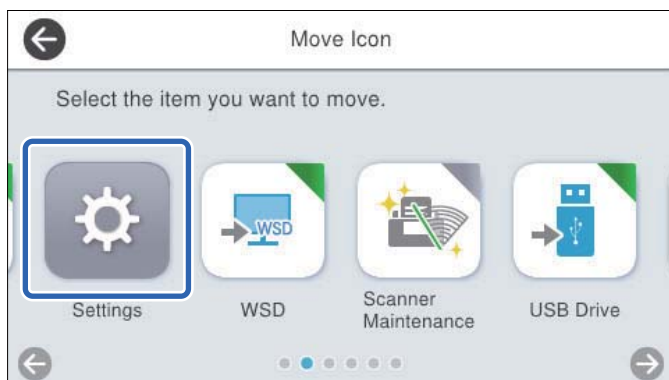 Move Icon
Select the item you want to move.
WSD
Settings
WSD
Scanner
Maintenance
USB Drive